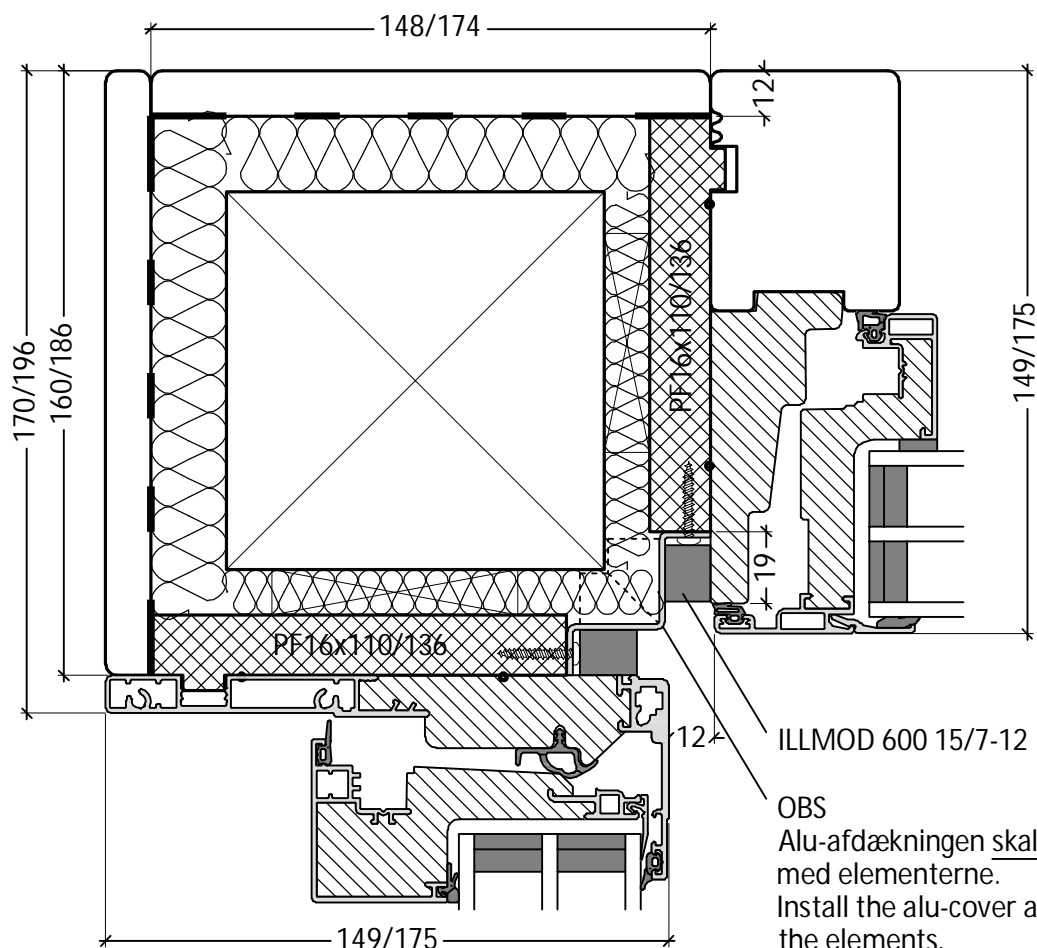 148/174
12
170/196
160/186
PF16x110/136
149/175
19
PF16x110/136
12
ILLMOD 600 15/7-12
OBS
Alu-afdækningen skal
med elementerne.
Install the alu-cover a
the elements.
149/175